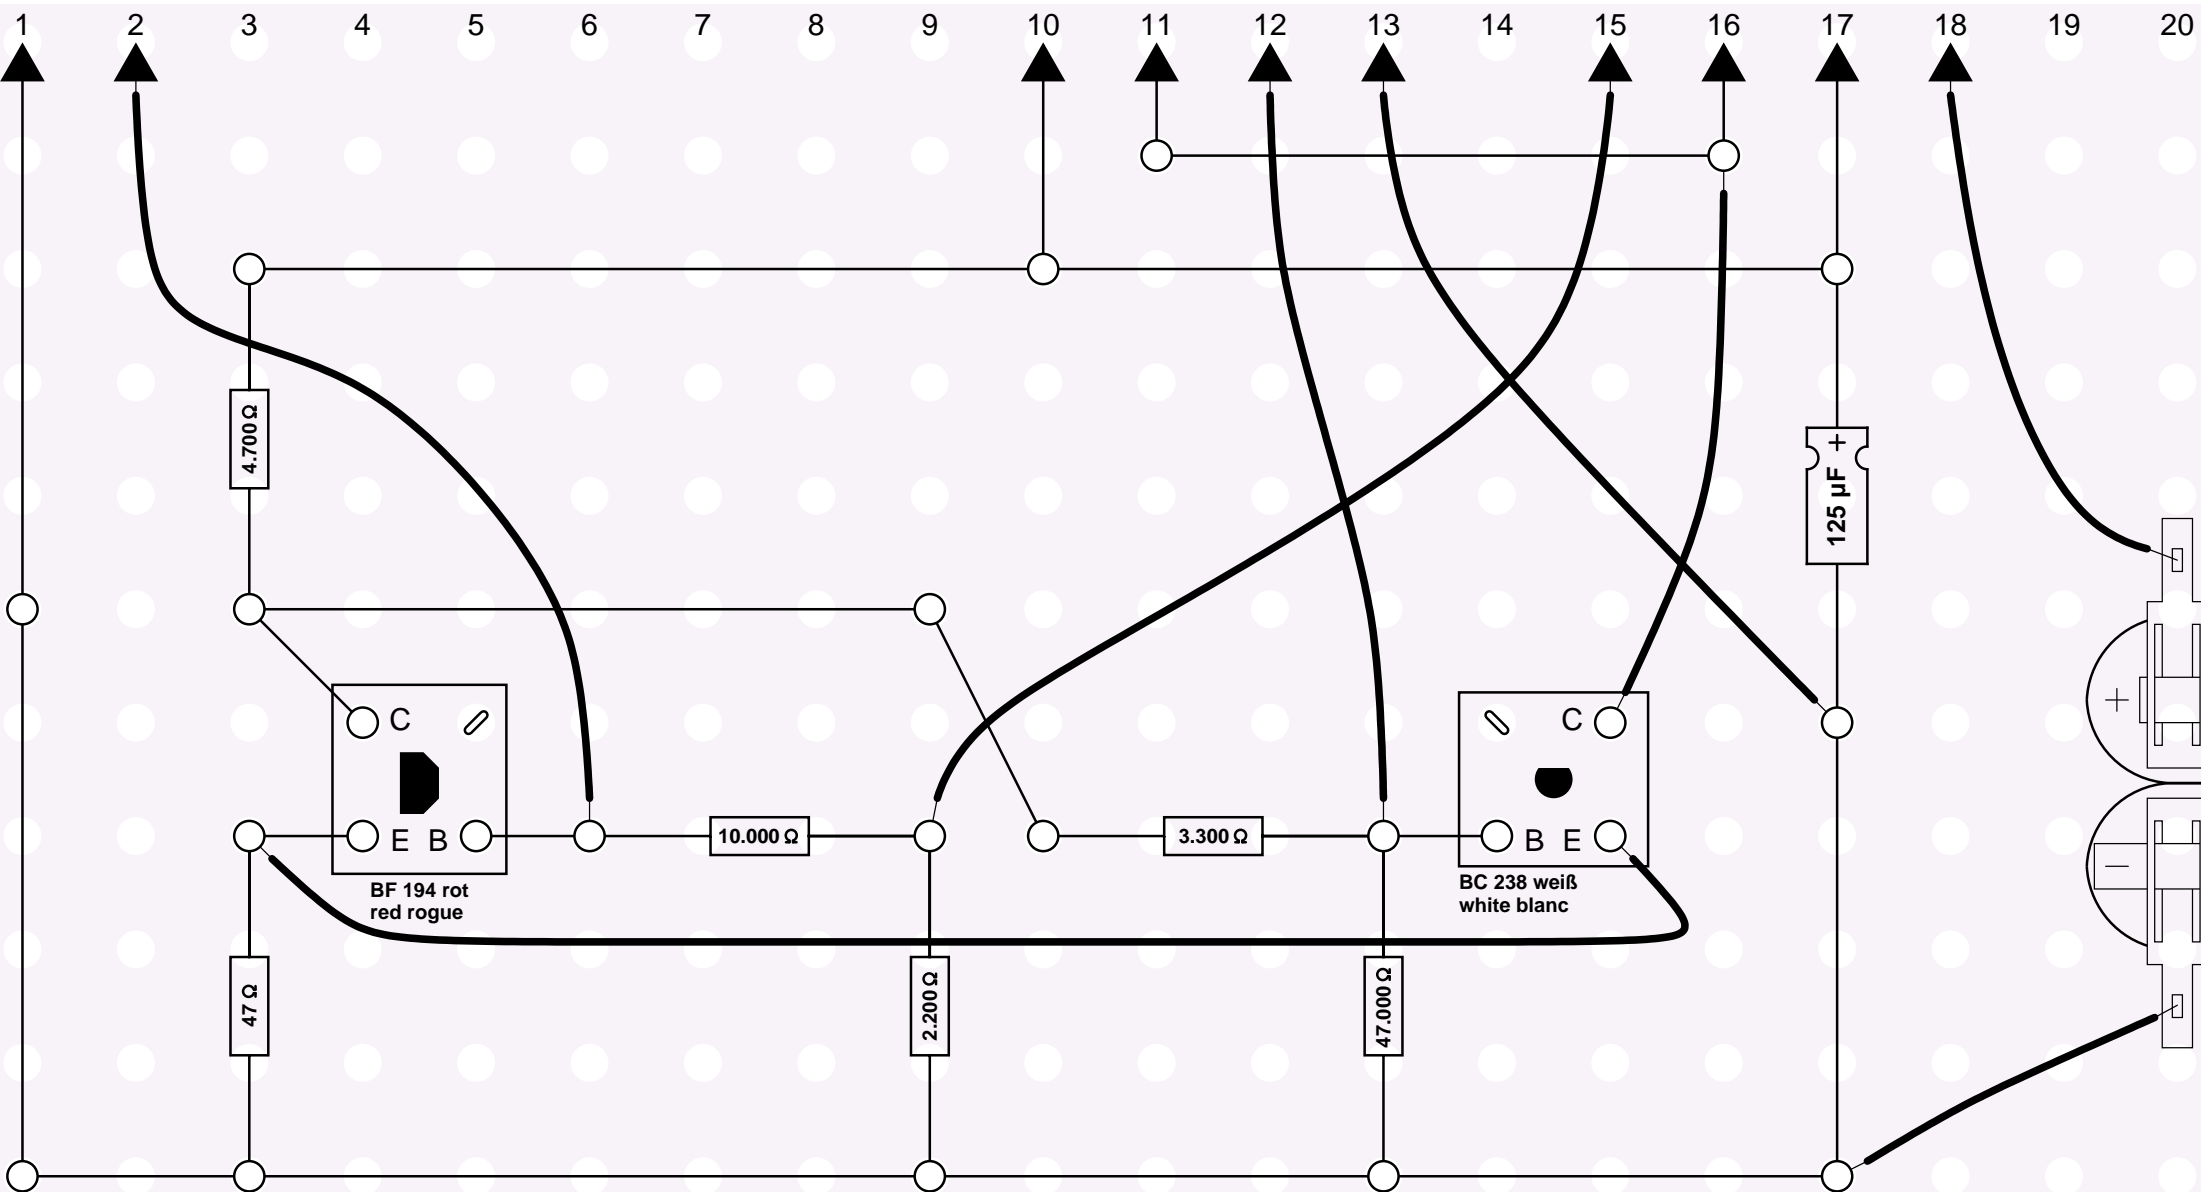 1 2 3 4 5 6 7 8 9 10 11 12 13 14 15 16 17 18 19 20
4.700 Ω
+
125 µF
C
C
+
E B
10.000 Ω
3.300 Ω
B E
−
BF 194 rot
red rogue
BC 238 weiß
white blanc
47 Ω
2.200 Ω
47.000 Ω